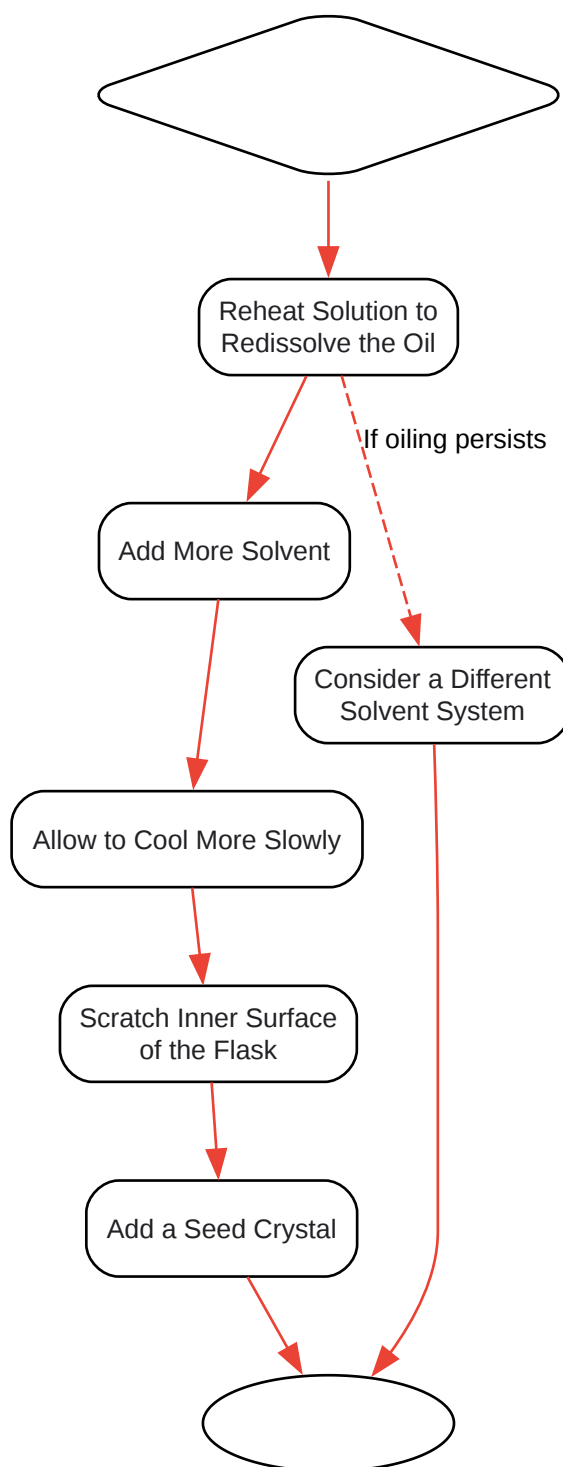 Reheat Solution to
Redissolve the Oil
If oiling persists
Add More Solvent
Consider a Different
Solvent System
Allow to Cool More Slowly
Scratch Inner Surface
of the Flask
Add a Seed Crystal